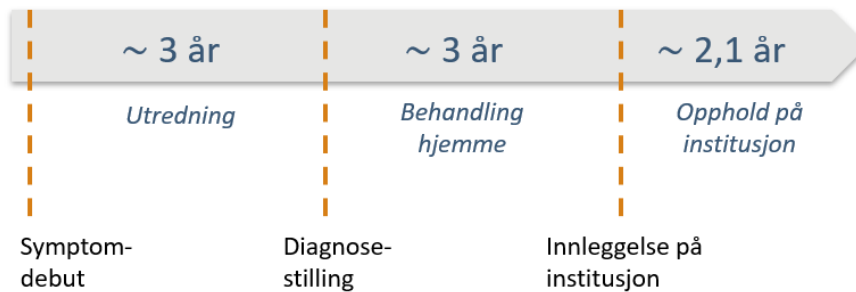 ~ 3 år
~ 3 år
~ 2,1 år
Utredning
Behandling
hjemme
Opphold på
institusjon
Symptom-
debut
Diagnose-
stilling
Innleggelse på
institusjon